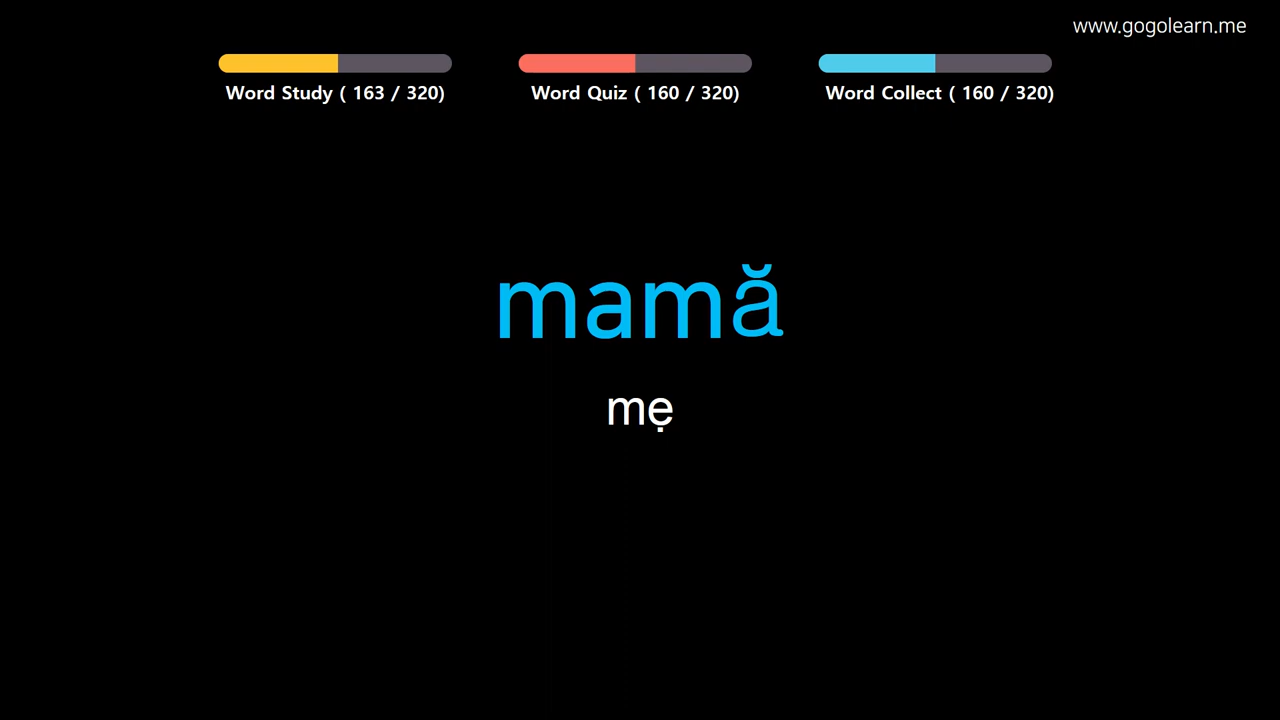 www.gogolearn.me
Word Study ( 163 / 320)
Word Quiz ( 160 / 320)
Word Collect ( 160 / 320)
mamă
mẹ